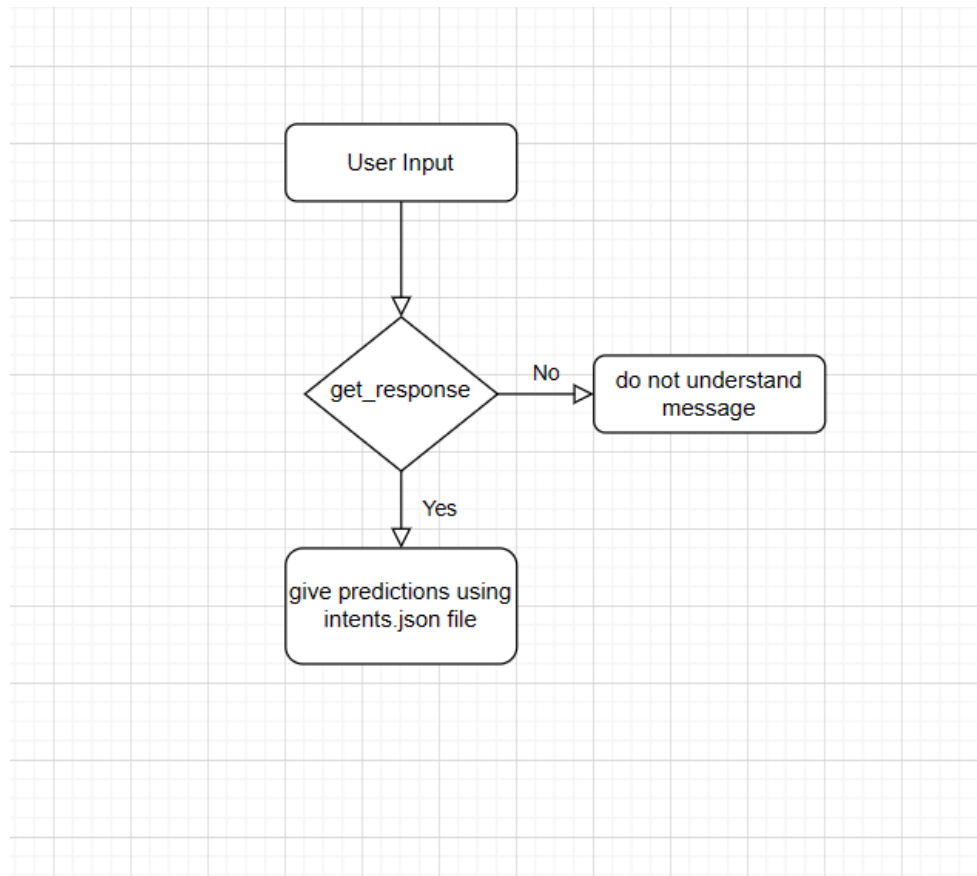 User Input
get_response
No
do not understand
message
Yes
give predictions using
intents.json file